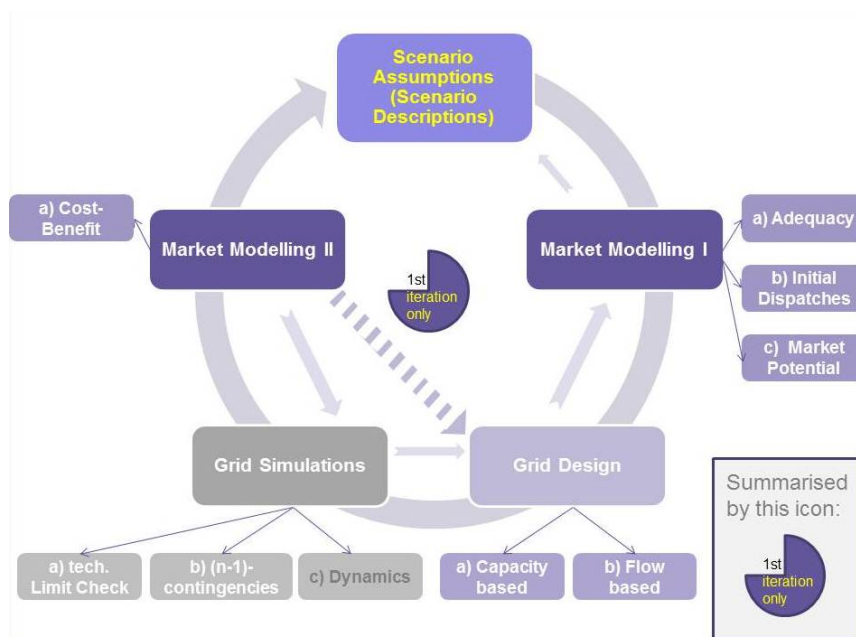 Scenario
Assumptions
(Scenario
Descriptions)
a) Cost-
Benefit
Market Modelling II
Market Modelling I
a) Adequacy
b) Initial
Dispatches
c) Market
Potential
1st
iteration
only
Grid Simulations
Grid Design
a) tech.
Limit Check
b) (n-1)-
contingencies
c) Dynamics
a) Capacity
based
b) Flow
based
Summarised
by this icon:
1st
iteration
only